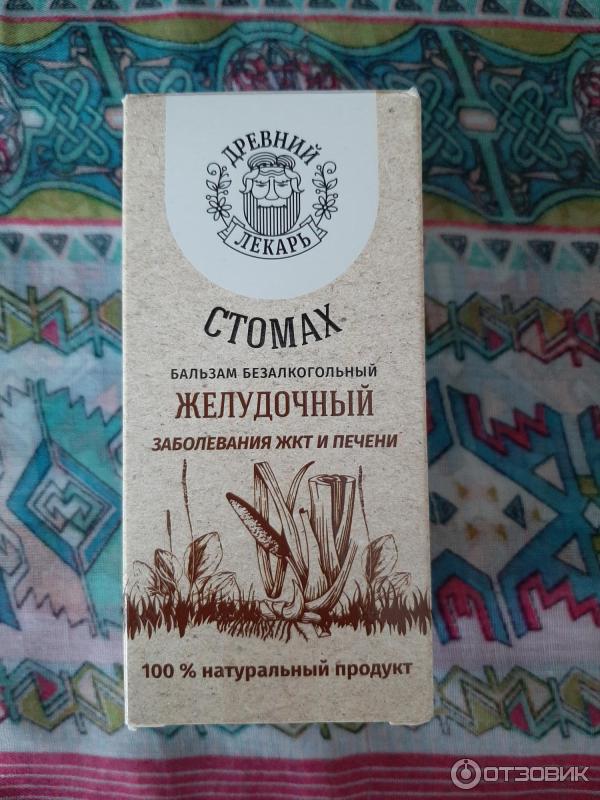 ДРЕВНИЙ
ЛЕКАРЬ
СТОМАХ
БАЛЬЗАМ БЕЗАЛКОГОЛЬНЫЙ
ЖЕЛУДОЧНЫЙ
ЗАБОЛЕВАНИЯ ЖКТ И ПЕЧЕНИ
100 % натуральный продукт
ОТЗОВИК